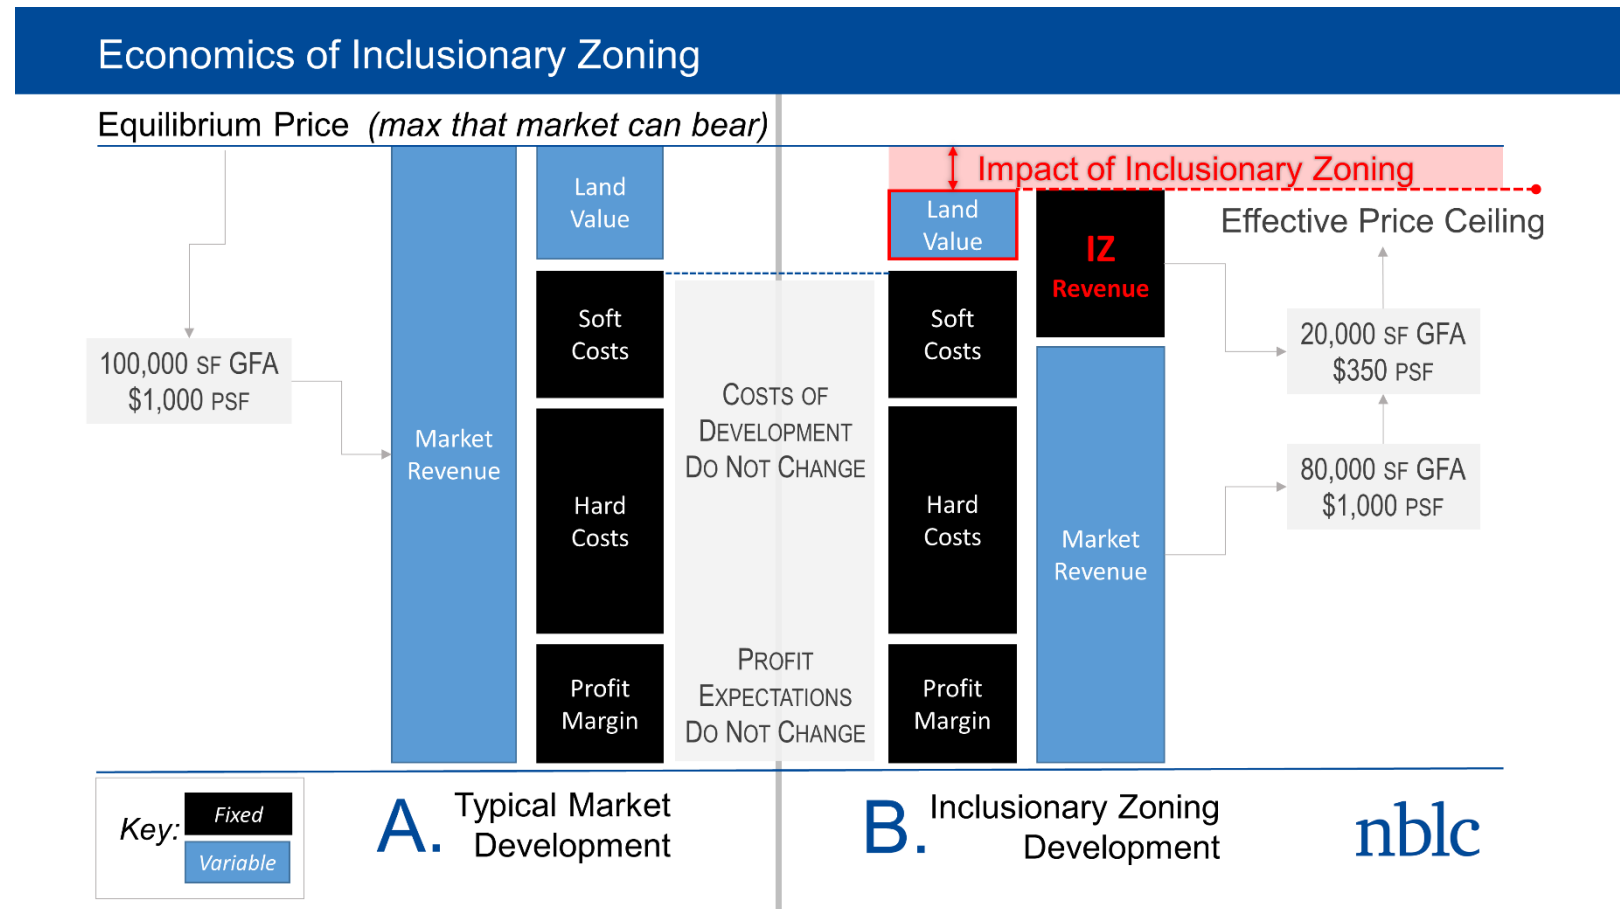 Economics of Inclusionary Zoning
Equilibrium Price (max that market can bear)
100,000 SF GFA
$1,000 PSF
Market
Revenue
Land
Value
Soft
Costs
Hard
Costs
Profit
Margin
COSTS OF
DEVELOPMENT
DO NOT CHANGE
PROFIT
EXPECTATIONS
DO NOT CHANGE
Impact of Inclusionary Zoning
Land
Value
Soft
Costs
Hard
Costs
Profit
Margin
IZ
Revenue
Market
Revenue
Effective Price Ceiling
20,000 SF GFA
$350 PSF
80,000 SF GFA
$1,000 PSF
Key:
Fixed
Variable
A. Typical Market
Development
B. Inclusionary Zoning
Development
nblc